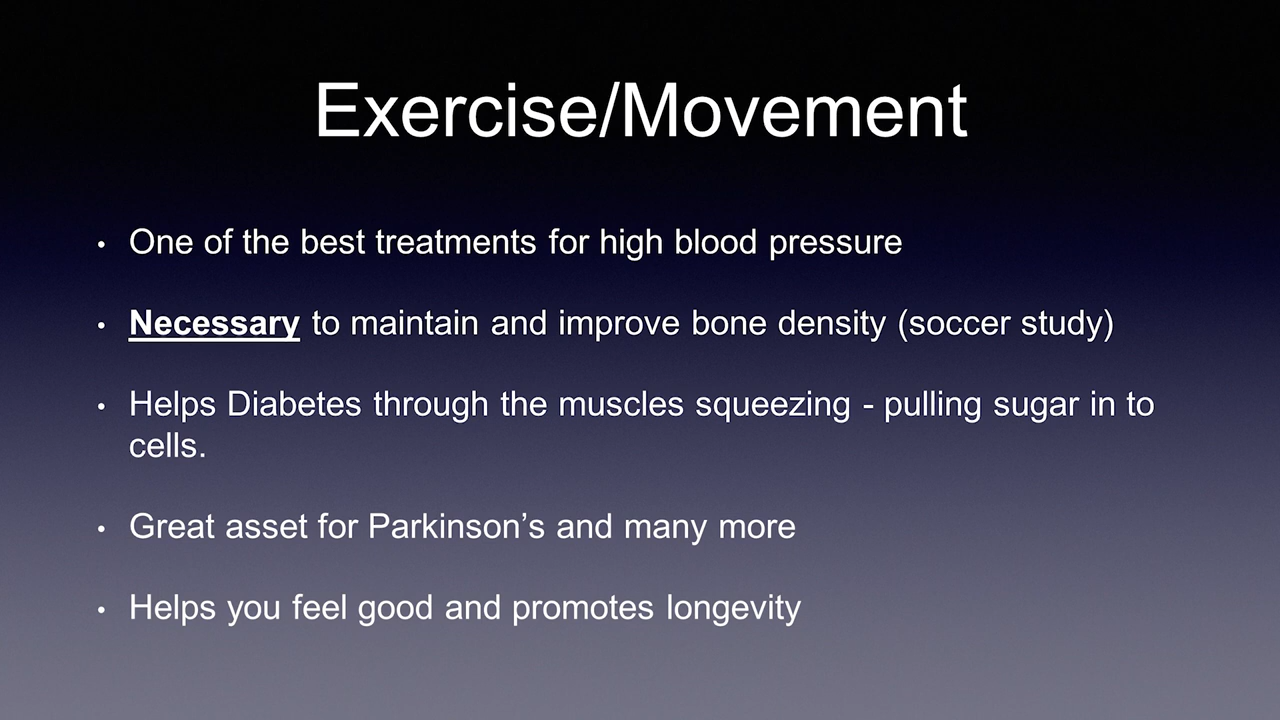 Exercise/Movement
• One of the best treatments for high blood pressure
• Necessary to maintain and improve bone density (soccer study)
• Helps Diabetes through the muscles squeezing - pulling sugar in to
cells.
• Great asset for Parkinson’s and many more
• Helps you feel good and promotes longevity